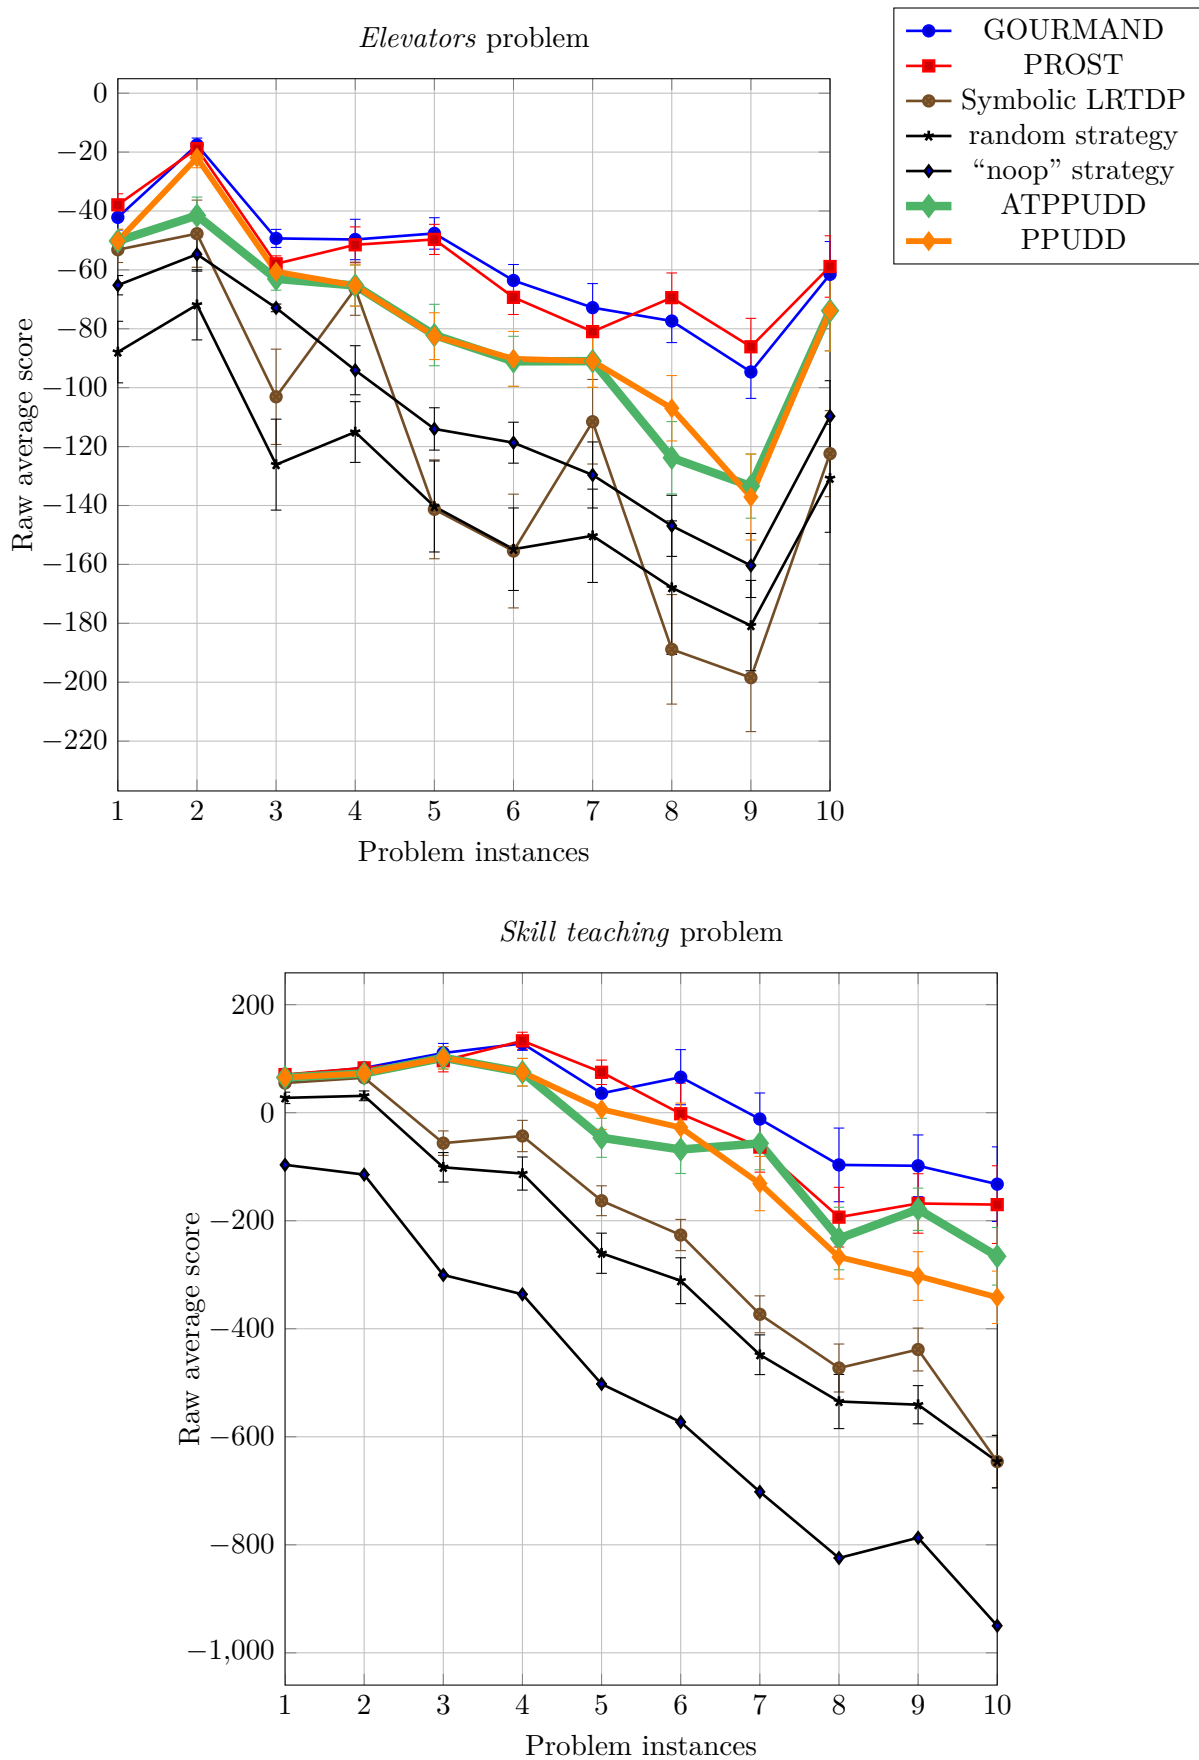 Elevators problem
GOURMAND
PROST
Symbolic LRTDP
random strategy
“noop” strategy
ATPPUDD
PPUDD
Raw average score
0
−20
−40
−60
−80
−100
−120
−140
−160
−180
−200
−220
1 2 3 4 5 6 7 8 9 10
Problem instances
Skill teaching problem
Raw average score
200
0
−200
−400
−600
−800
−1,000
1 2 3 4 5 6 7 8 9 10
Problem instances